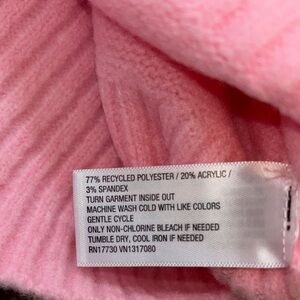 77% RECYCLED POLYESTER / 20% ACRYLIC /
3% SPANDEX
TURN GARMENT INSIDE OUT
MACHINE WASH COLD WITH LIKE COLORS
GENTLE CYCLE
ONLY NON-CHLORINE BLEACH IF NEEDED
TUMBLE DRY, COOL IRON IF NEEDED
RN17730 VN1317080